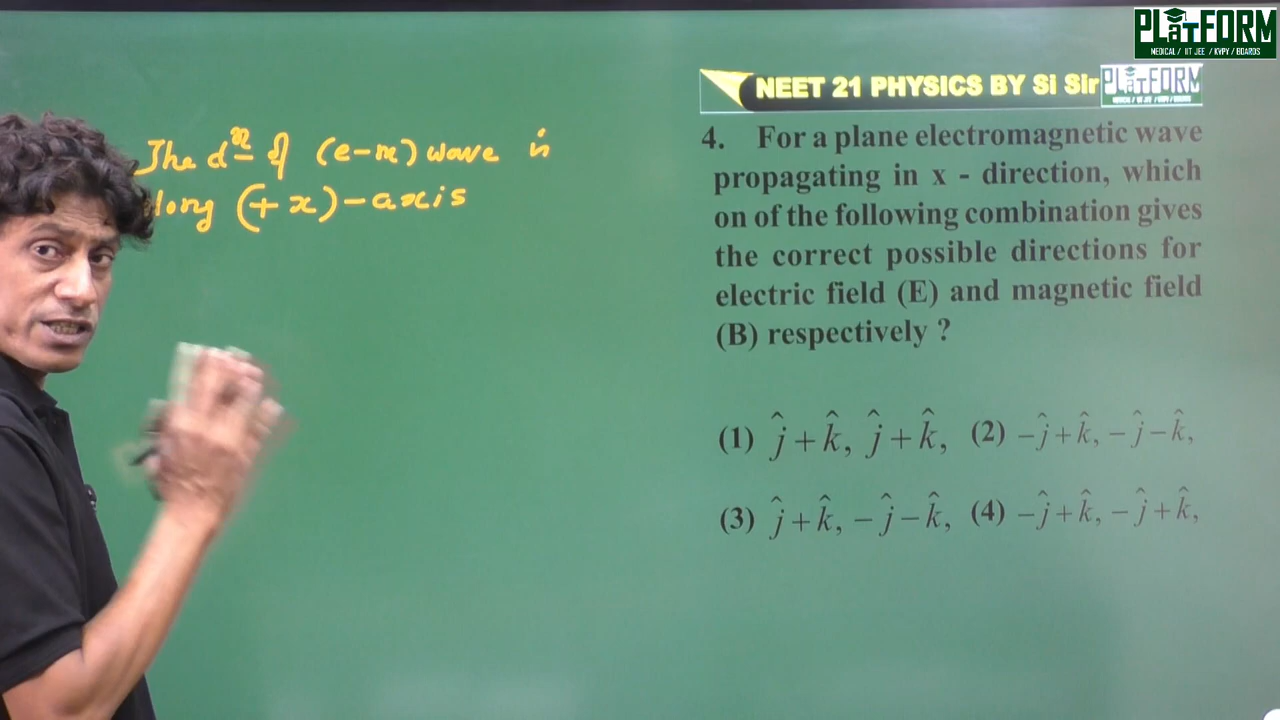 PLATFORM
MEDICAL / IIT JEE / KVPY / BOARDS
NEET 21 PHYSICS BY Si Sir PLATFORM
The dⁿ of (e-m) wave is
along (+x)-axis
4. For a plane electromagnetic wave
propagating in x - direction, which
on of the following combination gives
the correct possible directions for
electric field (E) and magnetic field
(B) respectively ?
(1) ĵ + k̂, ĵ + k̂, (2) -ĵ + k̂, -ĵ - k̂,
(3) ĵ + k̂, -ĵ - k̂, (4) -ĵ + k̂, -ĵ + k̂,